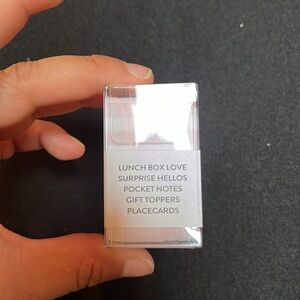 LUNCH BOX LOVE
SURPRISE HELLOS
POCKET NOTES
GIFT TOPPERS
PLACECARDS